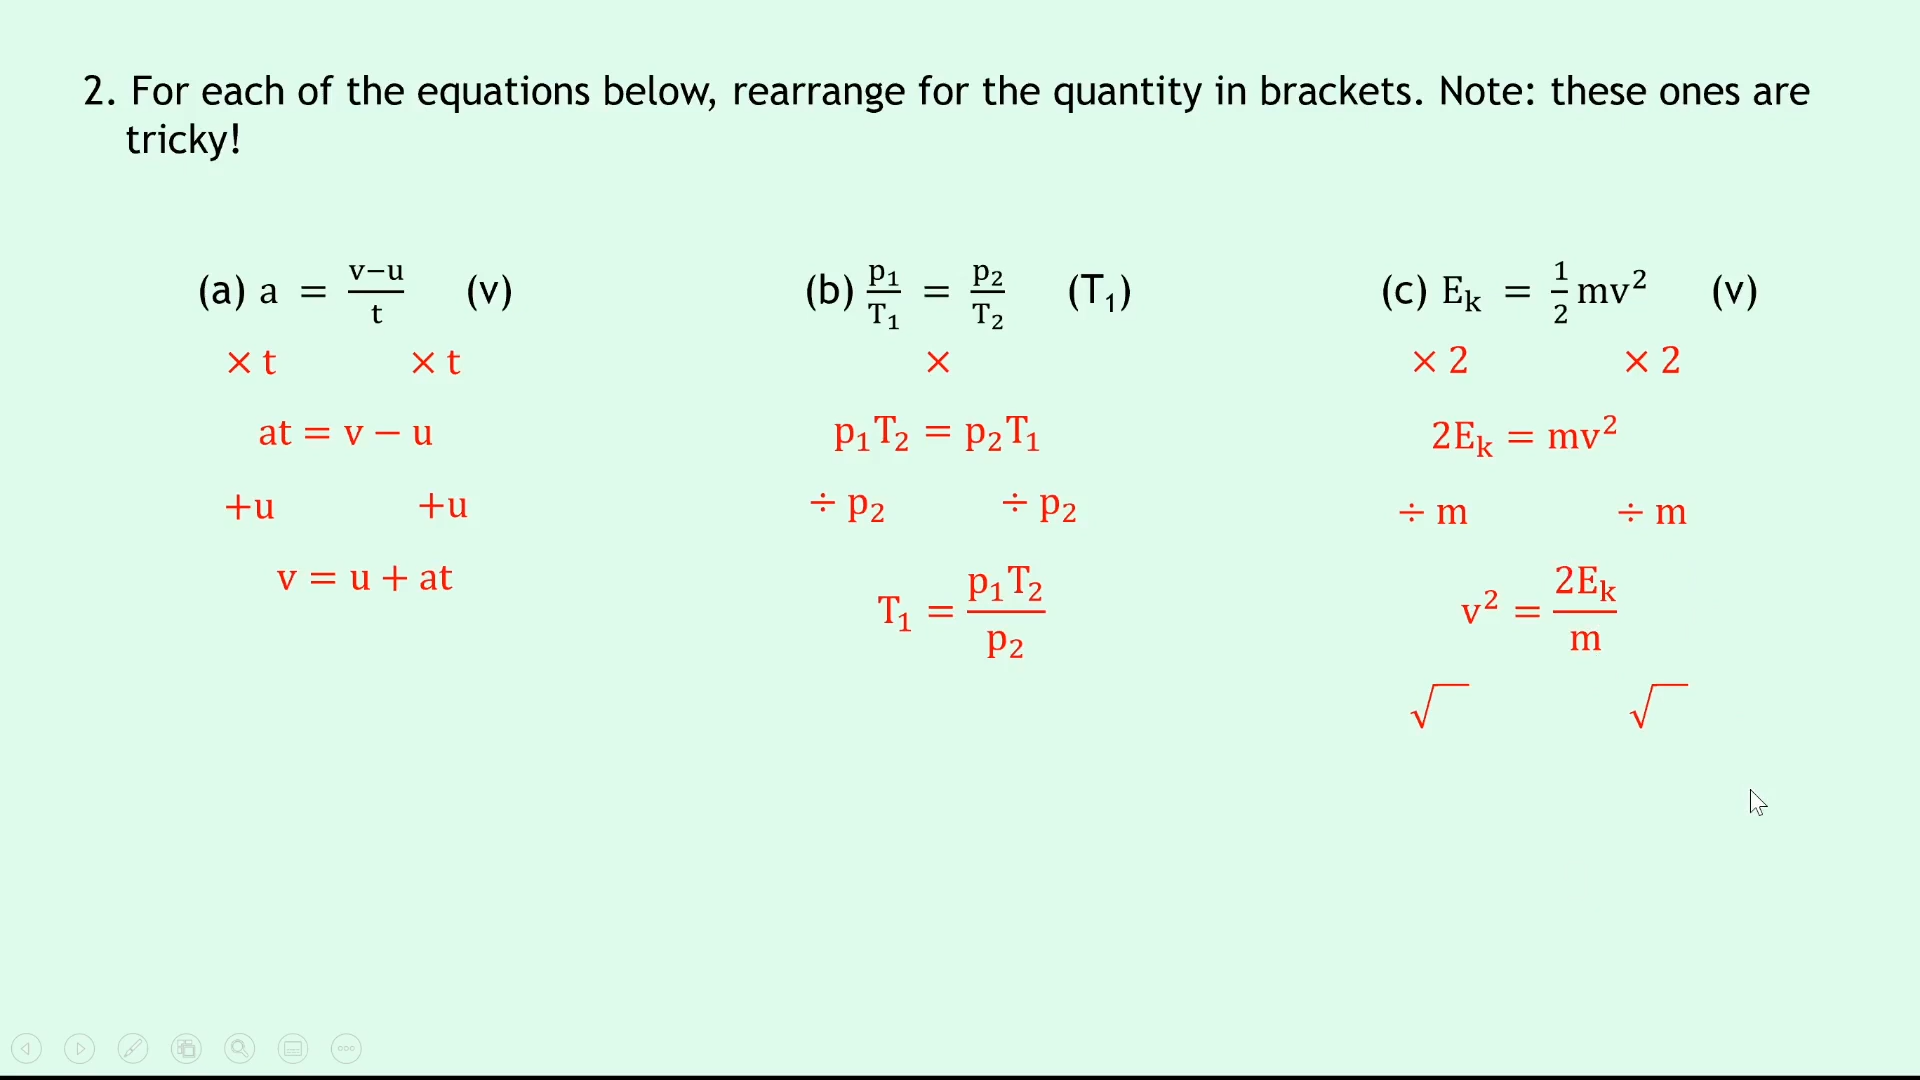 2. For each of the equations below, rearrange for the quantity in brackets. Note: these ones are
tricky!
(a) a = (v−u)/t (v)
× t × t
at = v − u
+u +u
v = u + at
(b) p₁/T₁ = p₂/T₂ (T₁)
×
p₁T₂ = p₂T₁
÷ p₂ ÷ p₂
T₁ = p₁T₂/p₂
(c) Eₖ = 1/2 mv² (v)
× 2 × 2
2Eₖ = mv²
÷ m ÷ m
v² = 2Eₖ/m
√ √